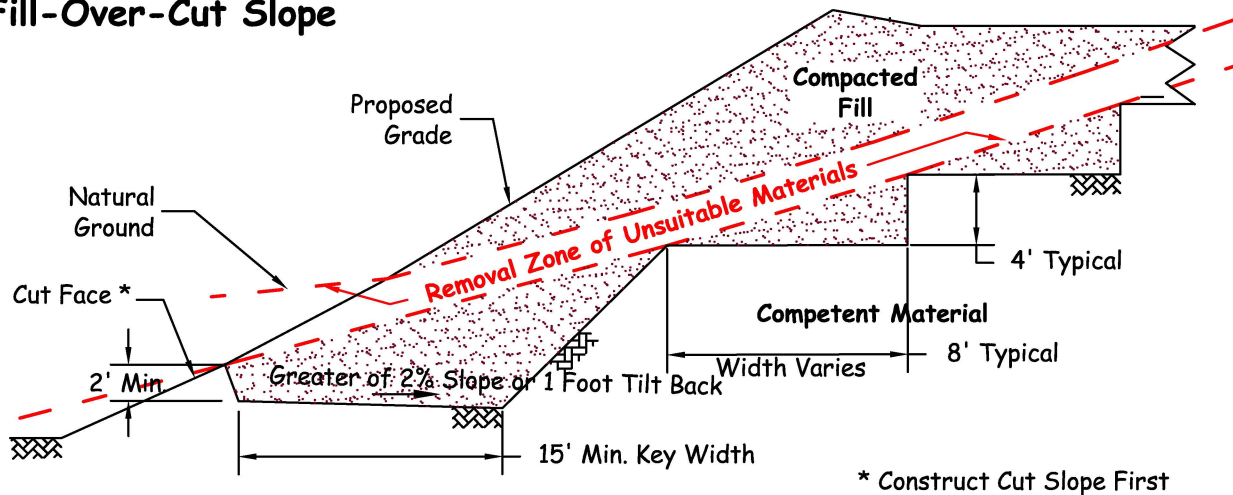 Fill-Over-Cut Slope
Compacted
Fill
Proposed
Grade
Natural
Ground
Removal Zone of Unsuitable Materials
4' Typical
Cut Face *
Competent Material
8' Typical
Width Varies
2' Min.
Greater of 2% Slope or 1 Foot Tilt Back
15' Min. Key Width
* Construct Cut Slope First